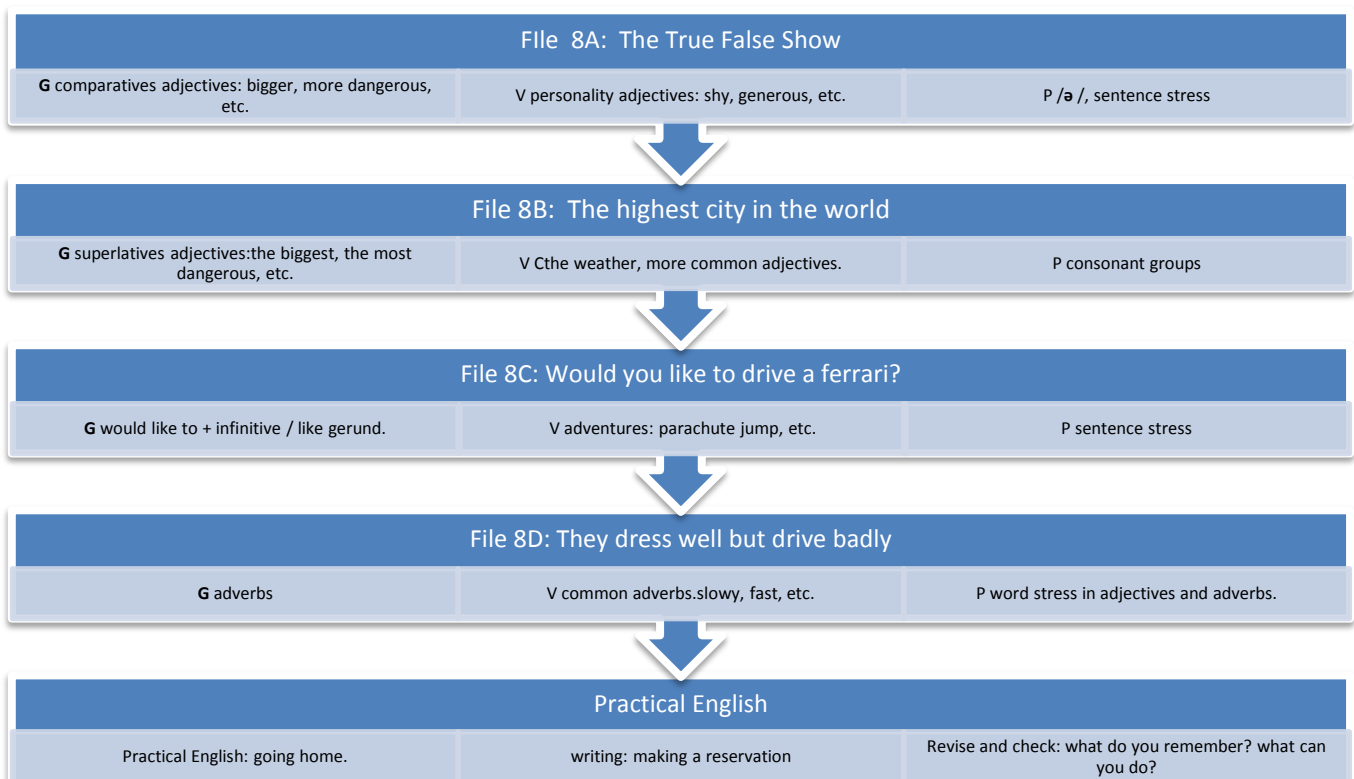 FIle 8A: The True False Show
G comparatives adjectives: bigger, more dangerous,
etc.
V personality adjectives: shy, generous, etc.
P /ə /, sentence stress
File 8B: The highest city in the world
G superlatives adjectives:the biggest, the most
dangerous, etc.
V Cthe weather, more common adjectives.
P consonant groups
File 8C: Would you like to drive a ferrari?
G would like to + infinitive / like gerund.
V adventures: parachute jump, etc.
P sentence stress
File 8D: They dress well but drive badly
G adverbs
V common adverbs.slowy, fast, etc.
P word stress in adjectives and adverbs.
Practical English
Practical English: going home.
writing: making a reservation
Revise and check: what do you remember? what can
you do?